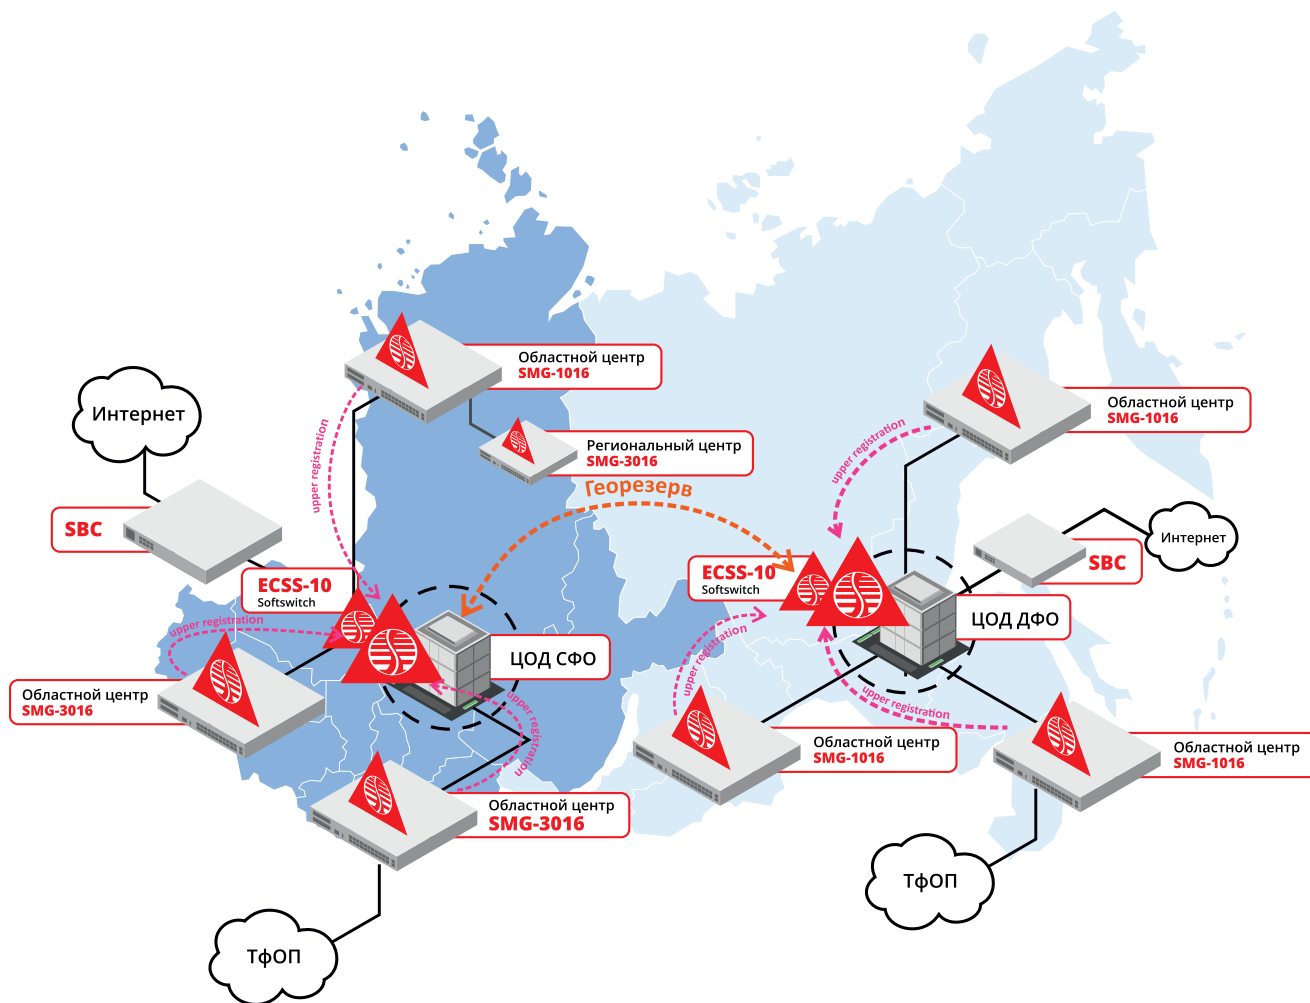 Областной центр
SMG-1016
Интернет
upper registration
Региональный центр
SMG-3016
Георезерв
SBC
ECSS-10
Softswitch
upper registration
ЦОД СФО
Областной центр
SMG-3016
upper registration
upper registration
Областной центр
SMG-3016
ТфОП
Областной центр
SMG-1016
upper registration
Интернет
SBC
ECSS-10
Softswitch
ЦОД ДФО
upper registration
upper registration
Областной центр
SMG-1016
Областной центр
SMG-1016
ТфОП